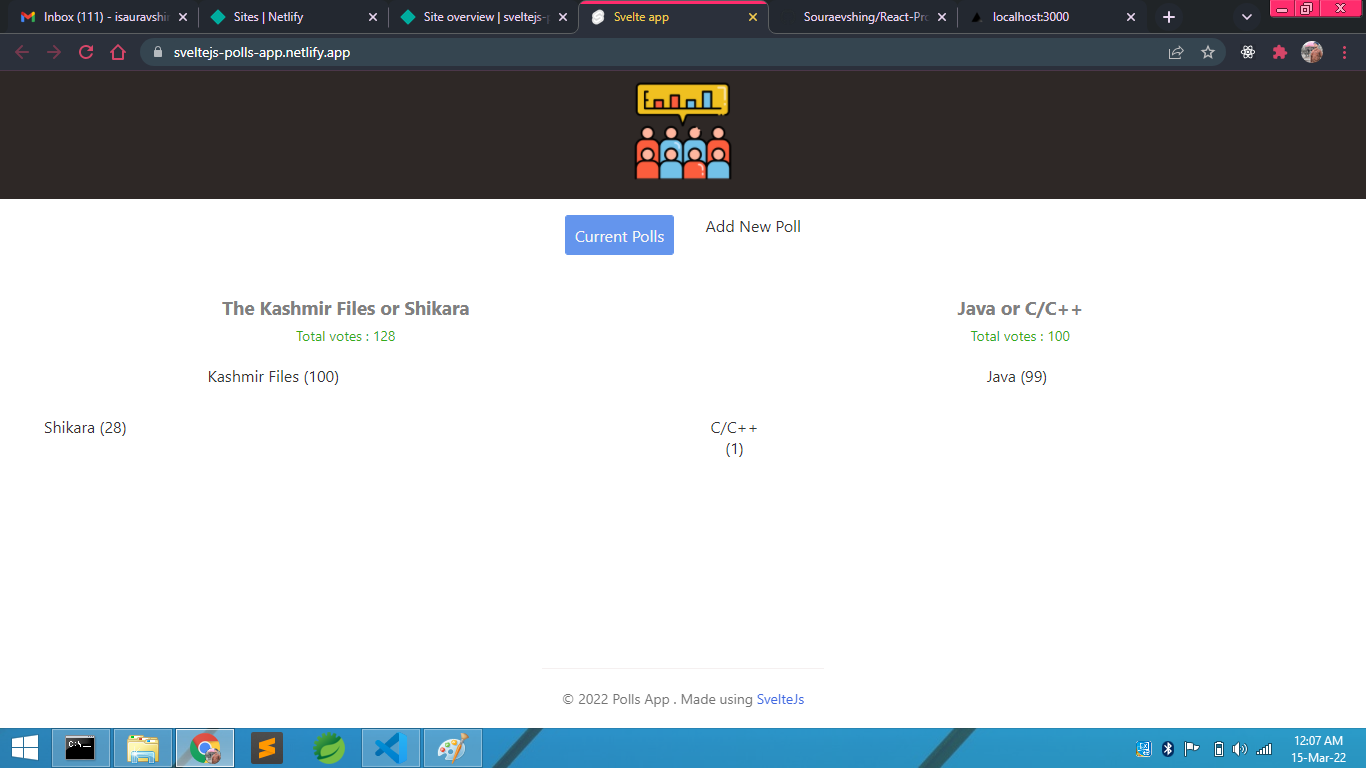 Inbox (111) - isauravshin
Sites | Netlify
Site overview | sveltejs-p
Svelte app
Souraevshing/React-Pro
localhost:3000
sveltejs-polls-app.netlify.app
Current Polls
Add New Poll
The Kashmir Files or Shikara
Total votes : 128
Kashmir Files (100)
Shikara (28)
Java or C/C++
Total votes : 100
Java (99)
C/C++
(1)
© 2022 Polls App . Made using SvelteJs
12:07 AM
15-Mar-22